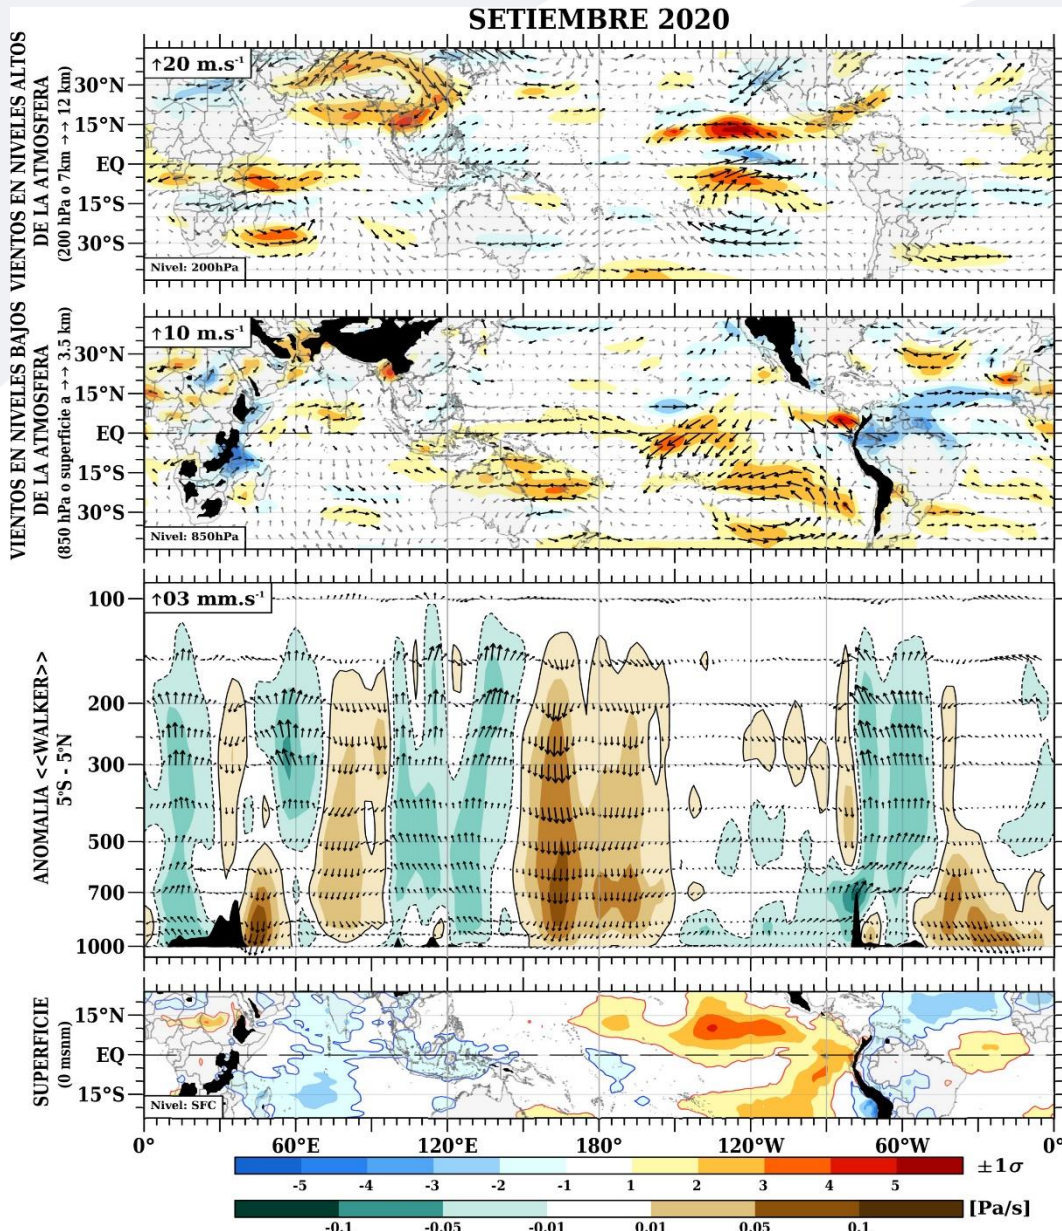 SETIEMBRE 2020
VIENTOS EN NIVELES ALTOS
DE LA ATMOSFERA
(200 hPa o 7km →→ 12 km)
↑20 m.s⁻¹
30°N
15°N
EQ
15°S
30°S
Nivel: 200hPa
VIENTOS EN NIVELES BAJOS
DE LA ATMOSFERA
(850 hPa o superficie a →→ 3.5 km)
↑10 m.s⁻¹
30°N
15°N
EQ
15°S
30°S
Nivel: 850hPa
ANOMALIA <<WALKER>>
5°S - 5°N
↑03 mm.s⁻¹
100
200
300
500
700
1000
SUPERFICIE
(0 msnmm)
15°N
EQ
15°S
Nivel: SFC
0° 60°E 120°E 180° 120°W 60°W 0°
±1σ
-5 -4 -3 -2 -1 1 2 3 4 5
[Pa/s]
-0.1 -0.05 -0.01 0.01 0.05 0.1